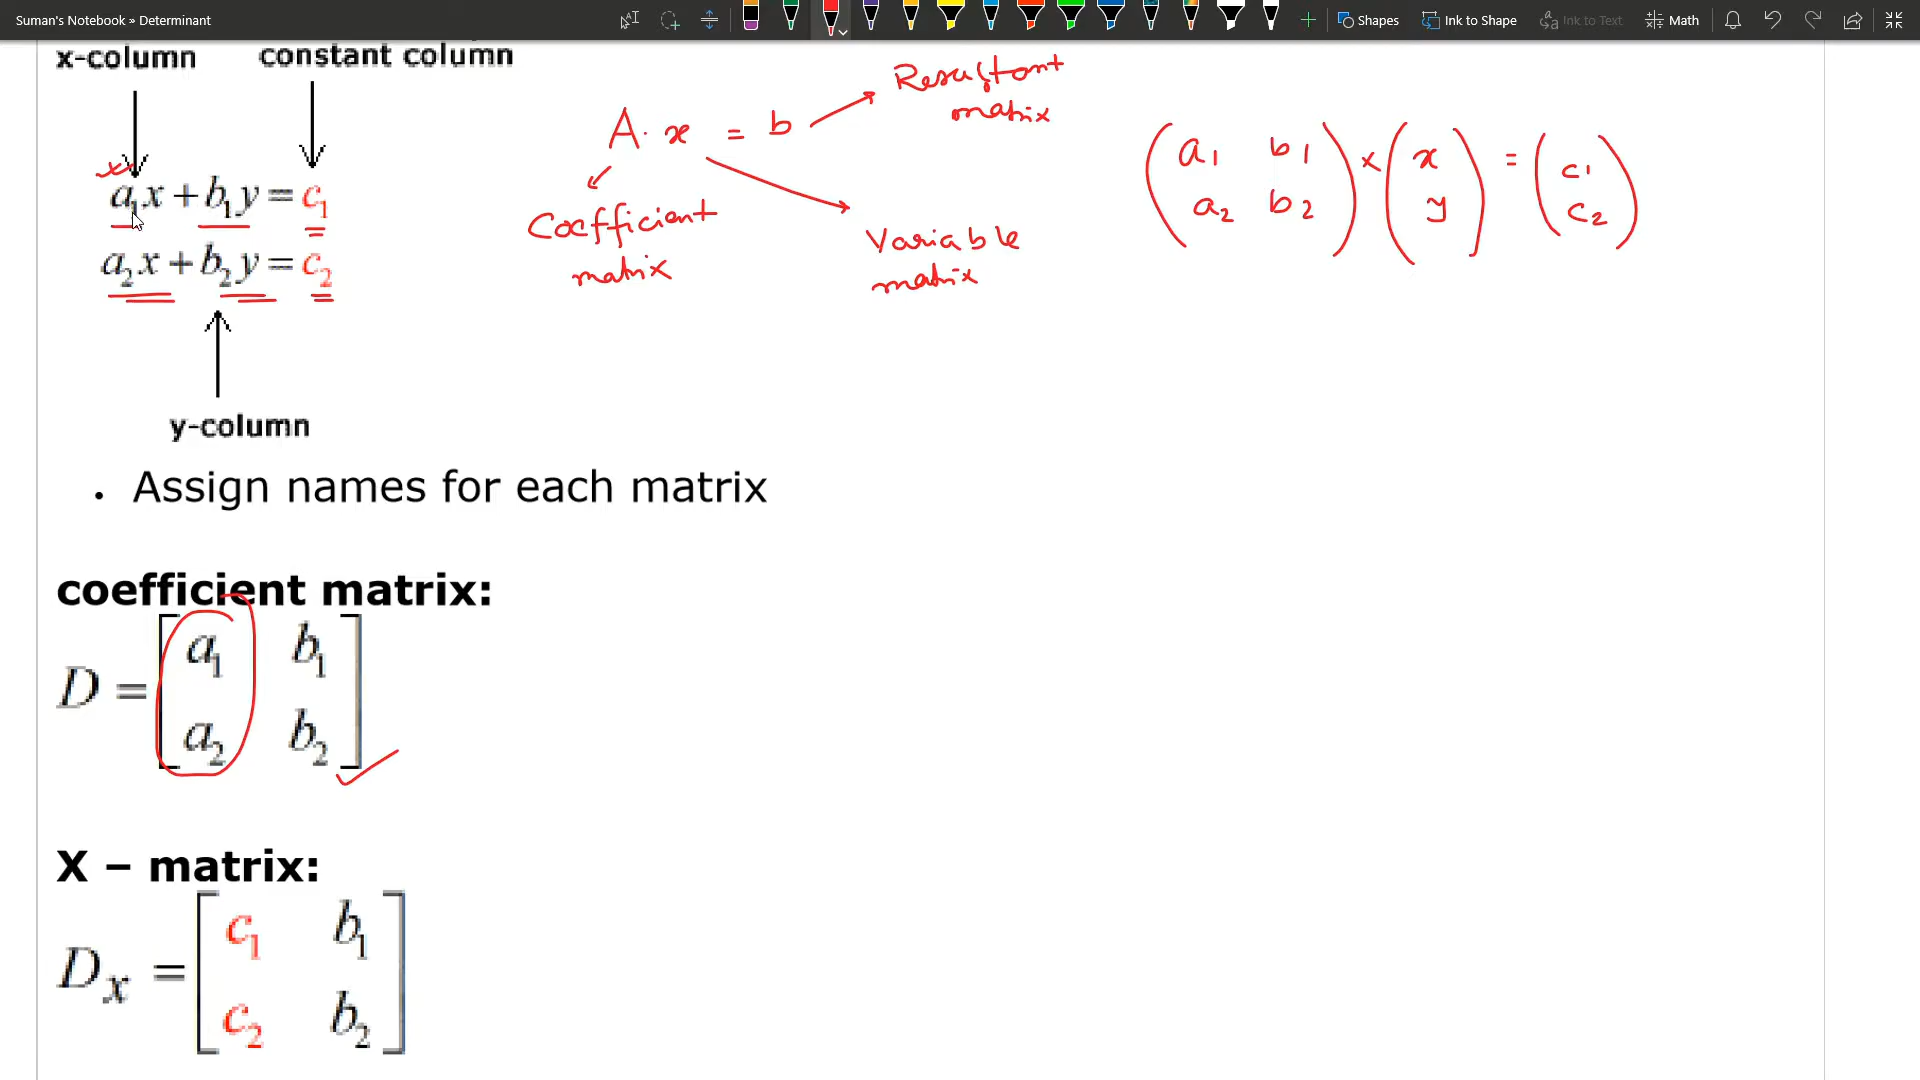 Suman's Notebook » Determinant
Shapes
Ink to Shape
Ink to Text
Math
x-column
constant column
a₁x + b₁y = c₁
a₂x + b₂y = c₂
y-column
A. x = b
Resultant
matrix
Coefficient
matrix
Variable
matrix
(a₁ b₁) × (x) = (c₁)
(a₂ b₂) (y) (c₂)
• Assign names for each matrix
coefficient matrix:
D = [a₁ b₁
a₂ b₂]
X – matrix:
Dₓ = [c₁ b₁
c₂ b₂]